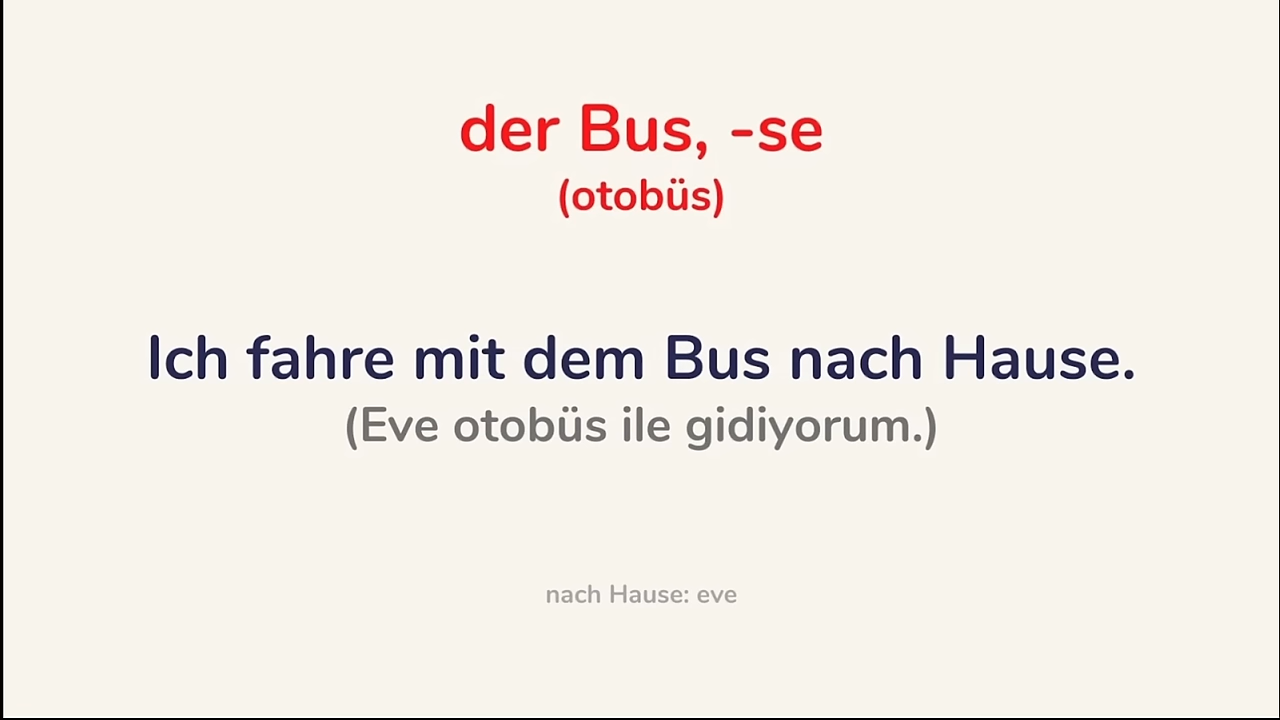 der Bus, -se
(otobüs)
Ich fahre mit dem Bus nach Hause.
(Eve otobüs ile gidiyorum.)
nach Hause: eve